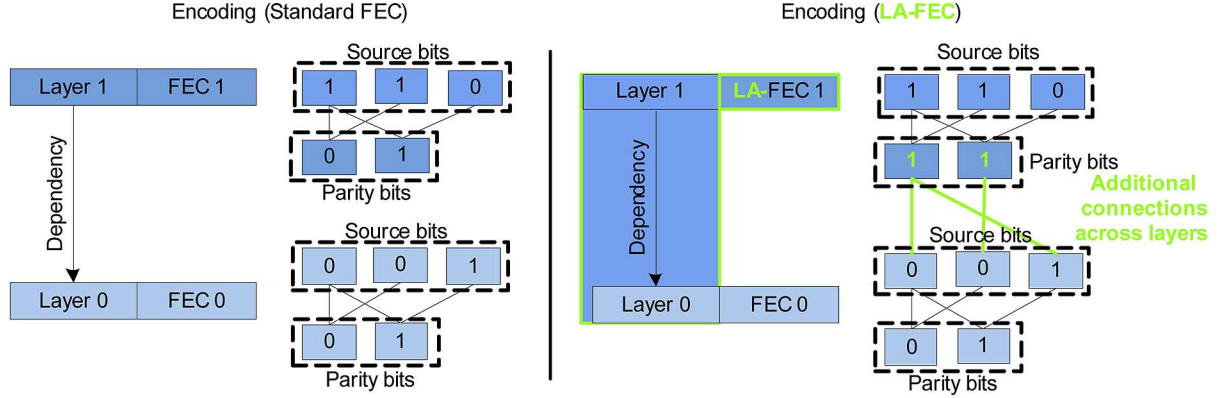 Encoding (Standard FEC)
Layer 1 FEC 1
Dependency
Layer 0 FEC 0
Source bits
1 1 0
0 1
Parity bits
Source bits
0 0 1
0 1
Parity bits
Encoding (LA-FEC)
Layer 1 LA-FEC 1
Dependency
Layer 0 FEC 0
Source bits
1 1 0
1 1
Parity bits
Additional
connections
across layers
Source bits
0 0 1
0 1
Parity bits